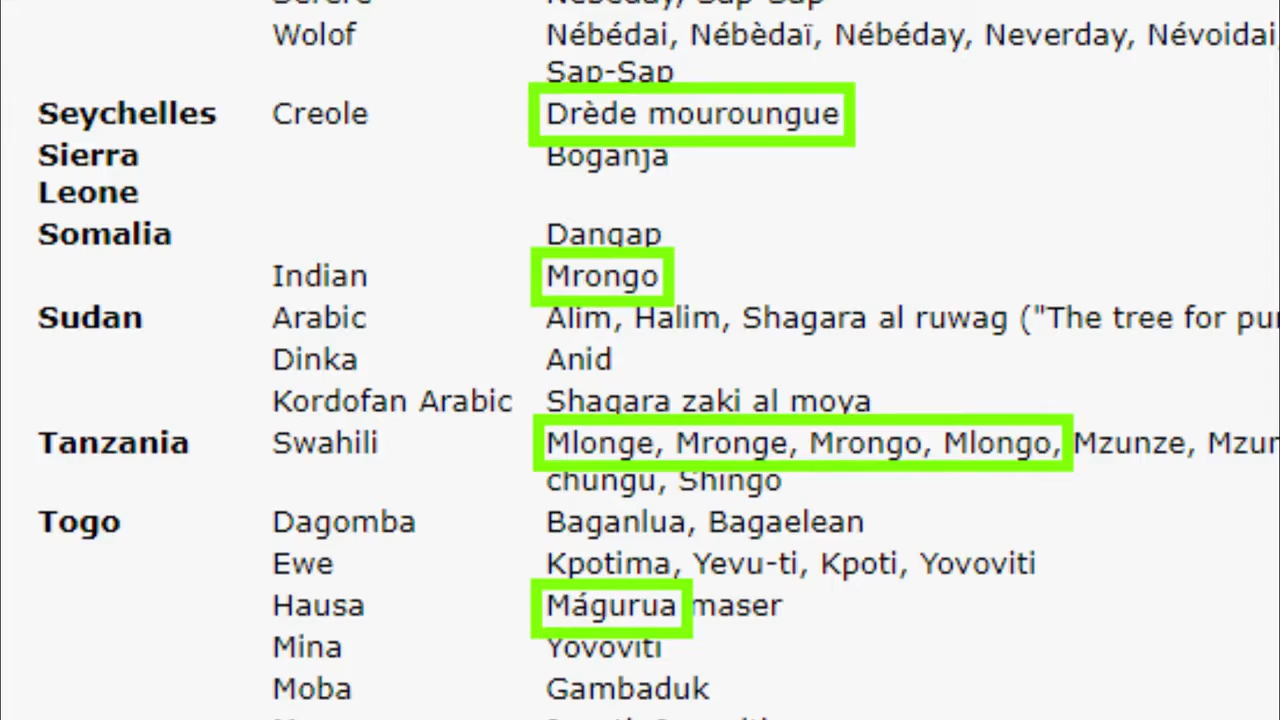 Wolof Nébédai, Nébèdaï, Nébéday, Neverday, Névoidai
Sap-Sap
Seychelles Creole Drède mouroungue
Sierra Leone Boganja
Somalia Dangap
Indian Mrongo
Sudan Arabic Alim, Halim, Shagara al ruwag ("The tree for
Dinka Anid
Kordofan Arabic Shagara zaki al moya
Tanzania Swahili Mlonge, Mronge, Mrongo, Mlongo, Mzunze,
chungu, Shingo
Togo Dagomba Baganlua, Bagaelean
Ewe Kpotima, Yevu-ti, Kpoti, Yovoviti
Hausa Mágurua maser
Mina Yovoviti
Moba Gambaduk